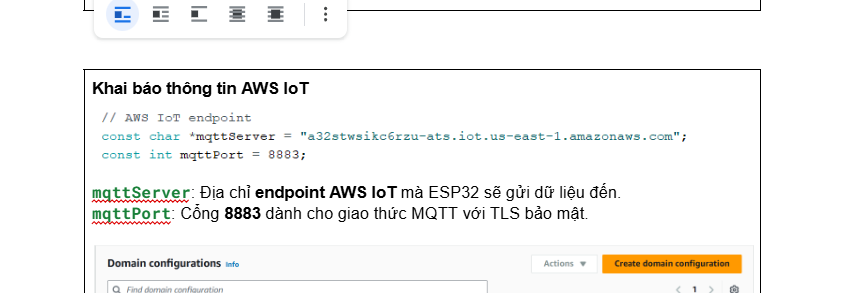 Khai báo thông tin AWS IoT
// AWS IoT endpoint
const char *mqttServer = "a32stwsikc6rzu-ats.iot.us-east-1.amazonaws.com";
const int mqttPort = 8883;
mqttServer: Địa chỉ endpoint AWS IoT mà ESP32 sẽ gửi dữ liệu đến.
mqttPort: Cổng 8883 dành cho giao thức MQTT với TLS bảo mật.
Domain configurations Info Actions Create domain configuration
Find domain configuration 1